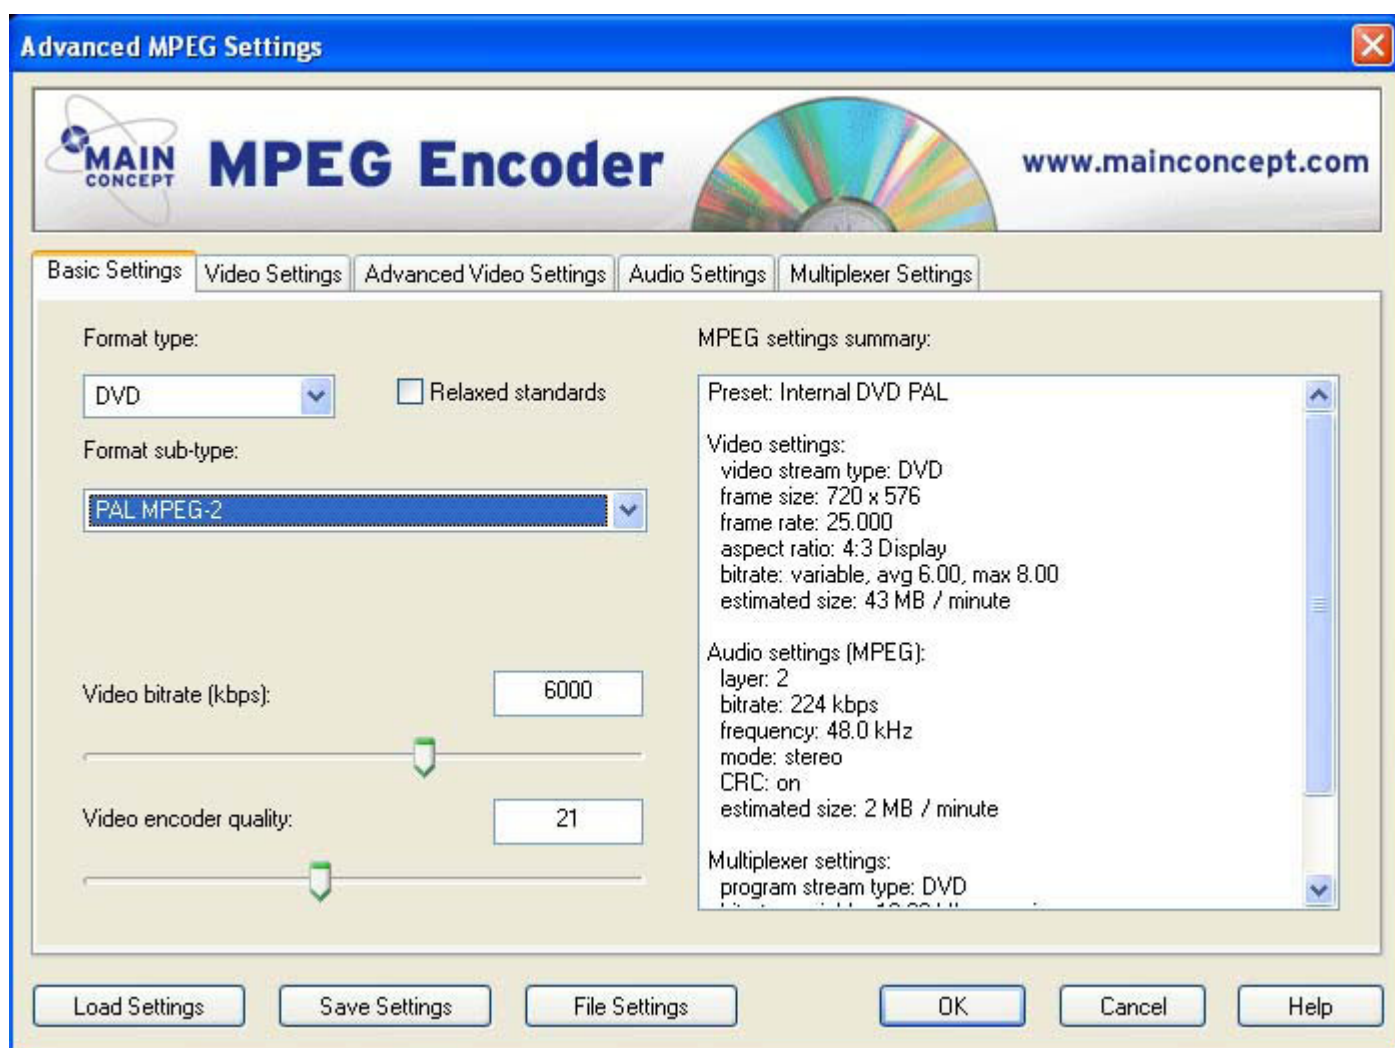 Advanced MPEG Settings
MAIN
CONCEPT
MPEG Encoder
www.mainconcept.com
Basic Settings
Video Settings
Advanced Video Settings
Audio Settings
Multiplexer Settings
Format type:
DVD
Relaxed standards
Format sub-type:
PAL MPEG-2
Video bitrate (kbps):
6000
Video encoder quality:
21
MPEG settings summary:
Preset: Internal DVD PAL
Video settings:
video stream type: DVD
frame size: 720 x 576
frame rate: 25.000
aspect ratio: 4:3 Display
bitrate: variable, avg 6.00, max 8.00
estimated size: 43 MB / minute
Audio settings (MPEG):
layer: 2
bitrate: 224 kbps
frequency: 48.0 kHz
mode: stereo
CRC: on
estimated size: 2 MB / minute
Multiplexer settings:
program stream type: DVD
Load Settings
Save Settings
File Settings
OK
Cancel
Help